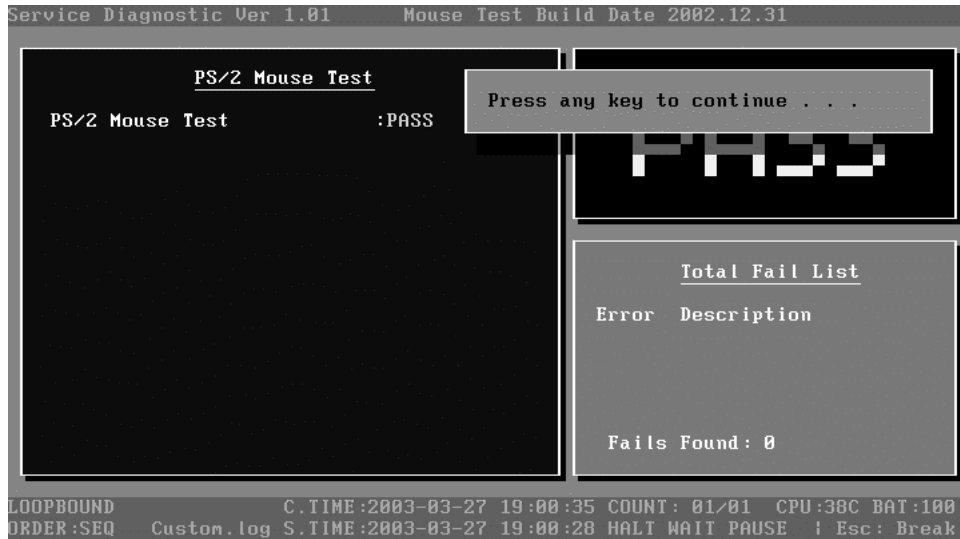 Service Diagnostic Ver 1.01 Mouse Test Build Date 2002.12.31
PS/2 Mouse Test
PS/2 Mouse Test :PASS
Press any key to continue . . .
PASS
Total Fail List
Error Description
Fails Found: 0
LOOPBOUND C.TIME:2003-03-27 19:00:35 COUNT: 01/01 CPU:38C BAT:100
ORDER:SEQ Custom.log S.TIME:2003-03-27 19:00:28 HALT WAIT PAUSE ¦ Esc: Break